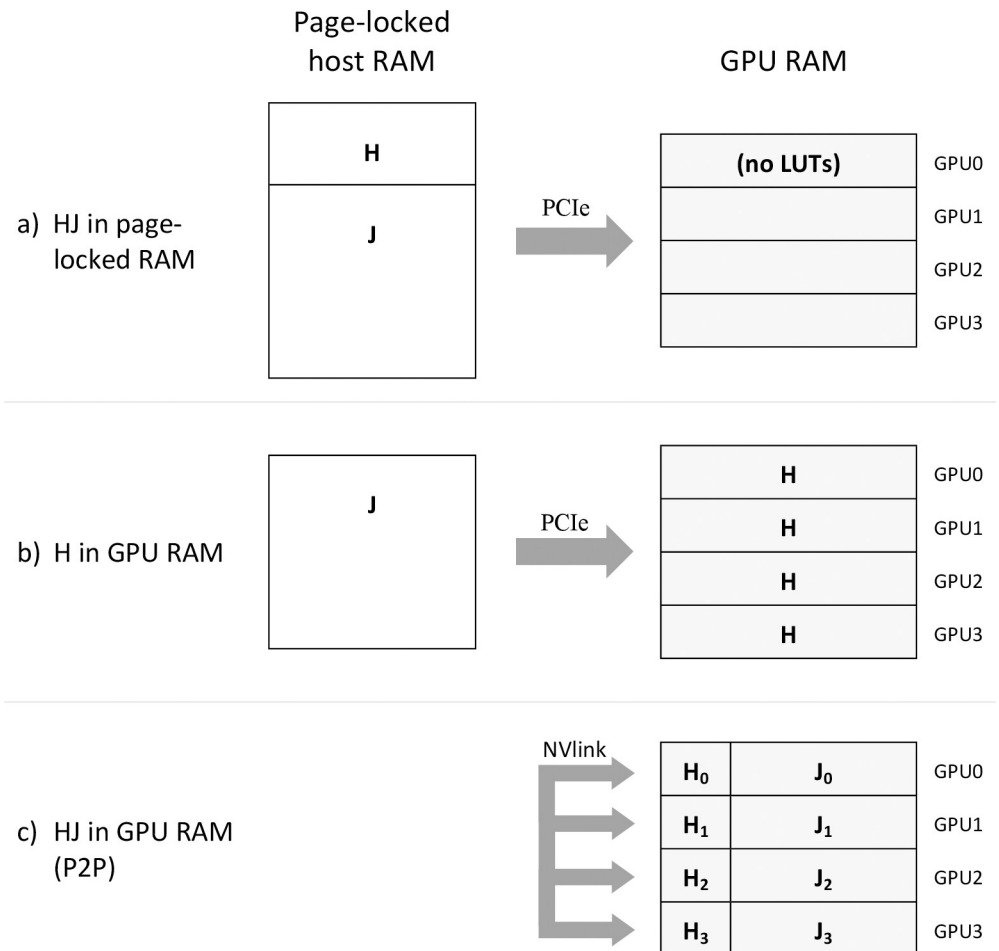 Page-locked
host RAM
GPU RAM
a) HJ in page-
locked RAM
H
J
PCIe
(no LUTs)
GPU0
GPU1
GPU2
GPU3
b) H in GPU RAM
J
PCIe
H
GPU0
H
GPU1
H
GPU2
H
GPU3
c) HJ in GPU RAM
(P2P)
NVlink
H₀ J₀ GPU0
H₁ J₁ GPU1
H₂ J₂ GPU2
H₃ J₃ GPU3